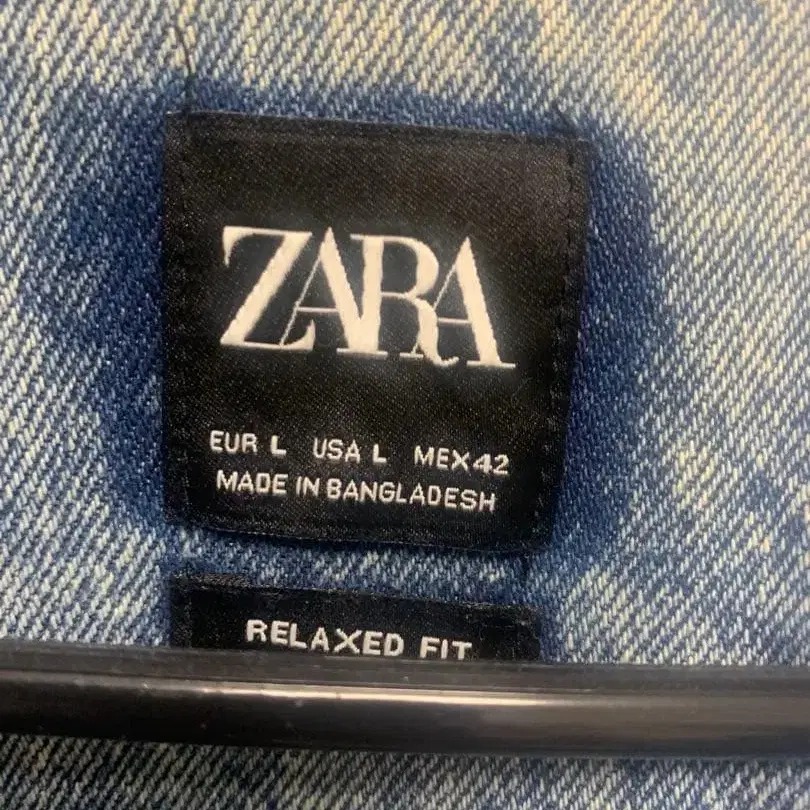 ZARA
EUR L USA L MEX 42
MADE IN BANGLADESH
RELAXED FIT